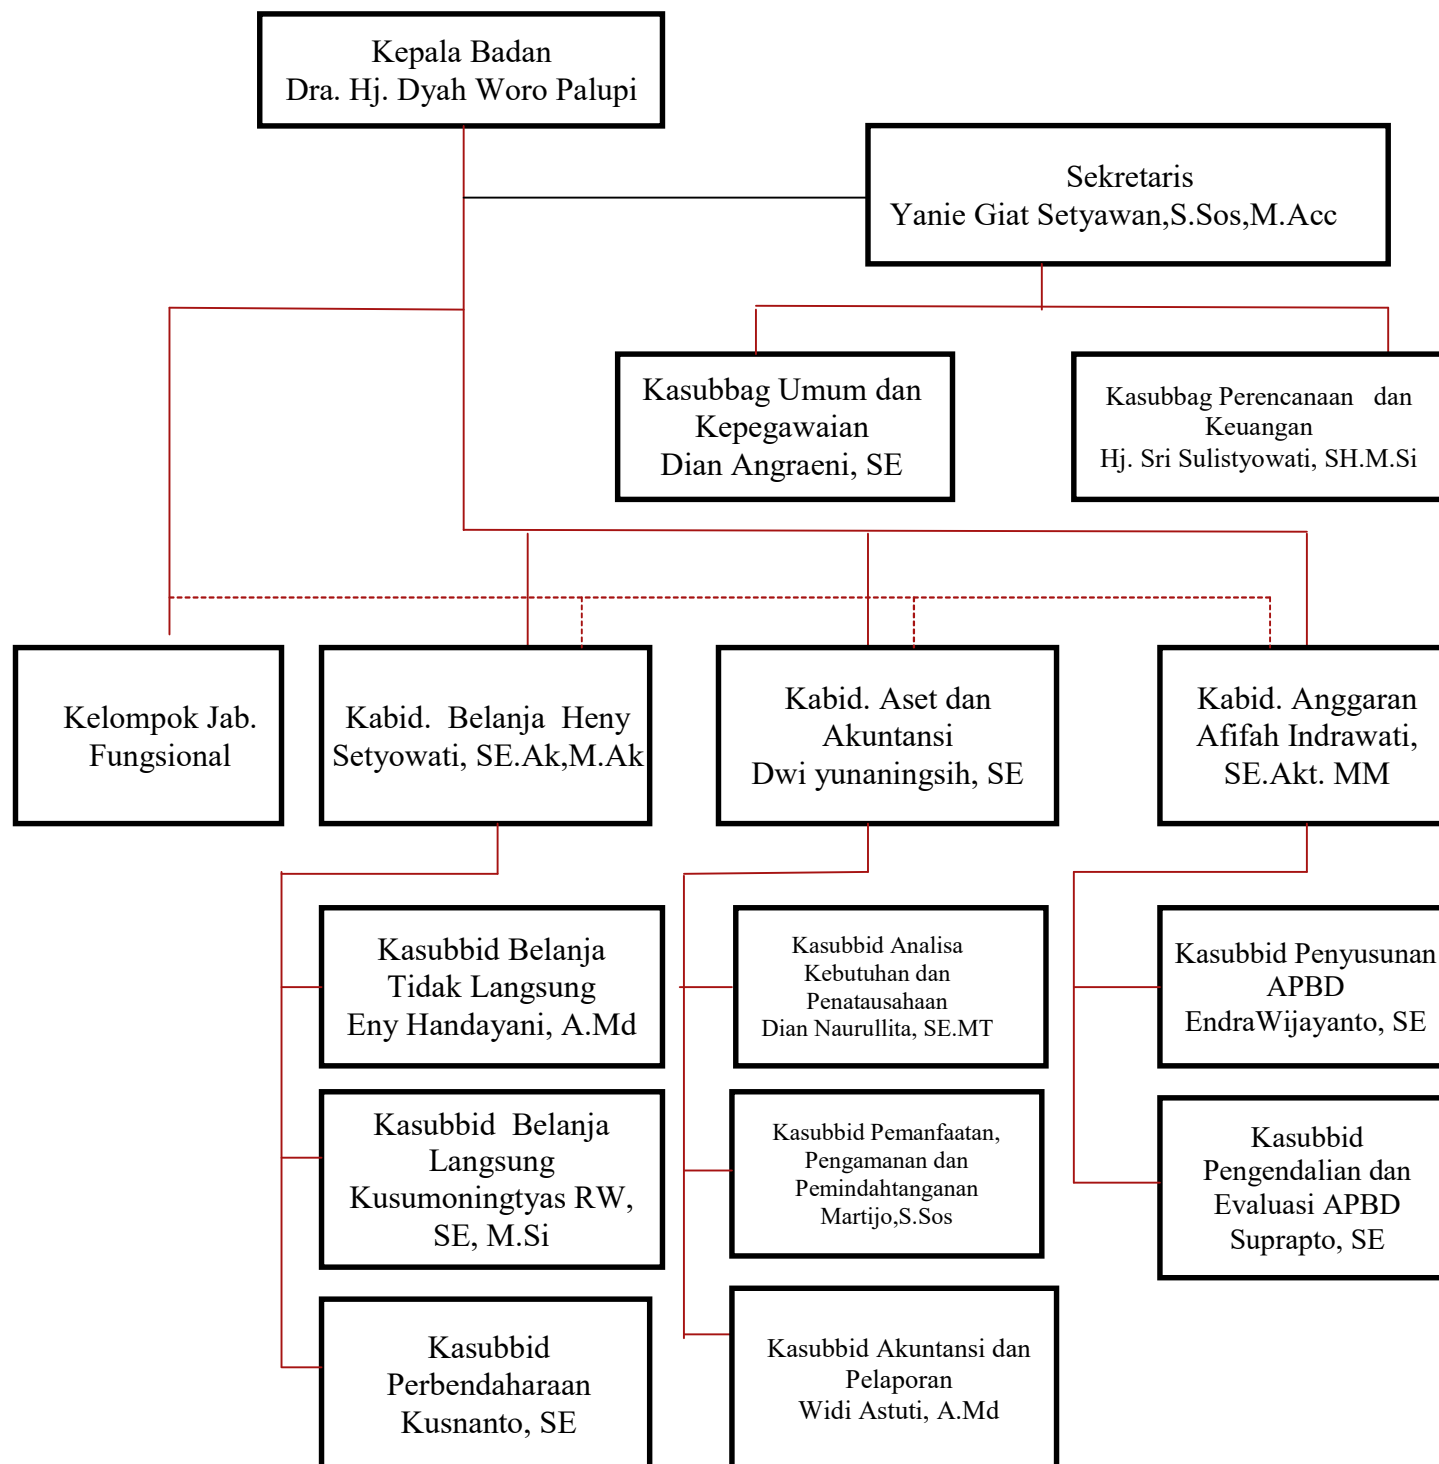 Kepala Badan
Dra. Hj. Dyah Woro Palupi
Sekretaris
Yanie Giat Setyawan,S.Sos,M.Acc
Kasubbag Umum dan
Kepegawaian
Dian Angraeni, SE
Kasubbag Perencanaan dan
Keuangan
Hj. Sri Sulistyowati, SH.M.Si
Kelompok Jab.
Fungsional
Kabid. Belanja Heny
Setyowati, SE.Ak,M.Ak
Kabid. Aset dan
Akuntansi
Dwi yunaningsih, SE
Kabid. Anggaran
Afifah Indrawati,
SE.Akt. MM
Kasubbid Belanja
Tidak Langsung
Eny Handayani, A.Md
Kasubbid Analisa
Kebutuhan dan
Penatausahaan
Dian Naurullita, SE.MT
Kasubbid Penyusunan
APBD
EndraWijayanto, SE
Kasubbid Belanja
Langsung
Kusumoningtyas RW,
SE, M.Si
Kasubbid Pemanfaatan,
Pengamanan dan
Pemindahtanganan
Martijo,S.Sos
Kasubbid
Pengendalian dan
Evaluasi APBD
Suprapto, SE
Kasubbid
Perbendaharaan
Kusnanto, SE
Kasubbid Akuntansi dan
Pelaporan
Widi Astuti, A.Md